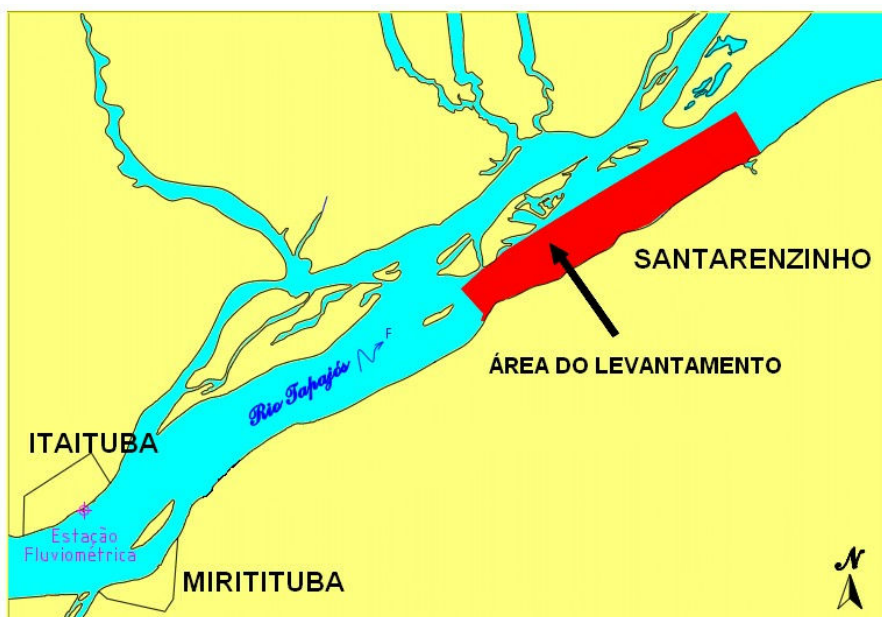 SANTARENZINHO
F
ÁREA DO LEVANTAMENTO
Rio Tapajós
ITAITUBA
Estação
Fluviométrica
MIRITITUBA
N